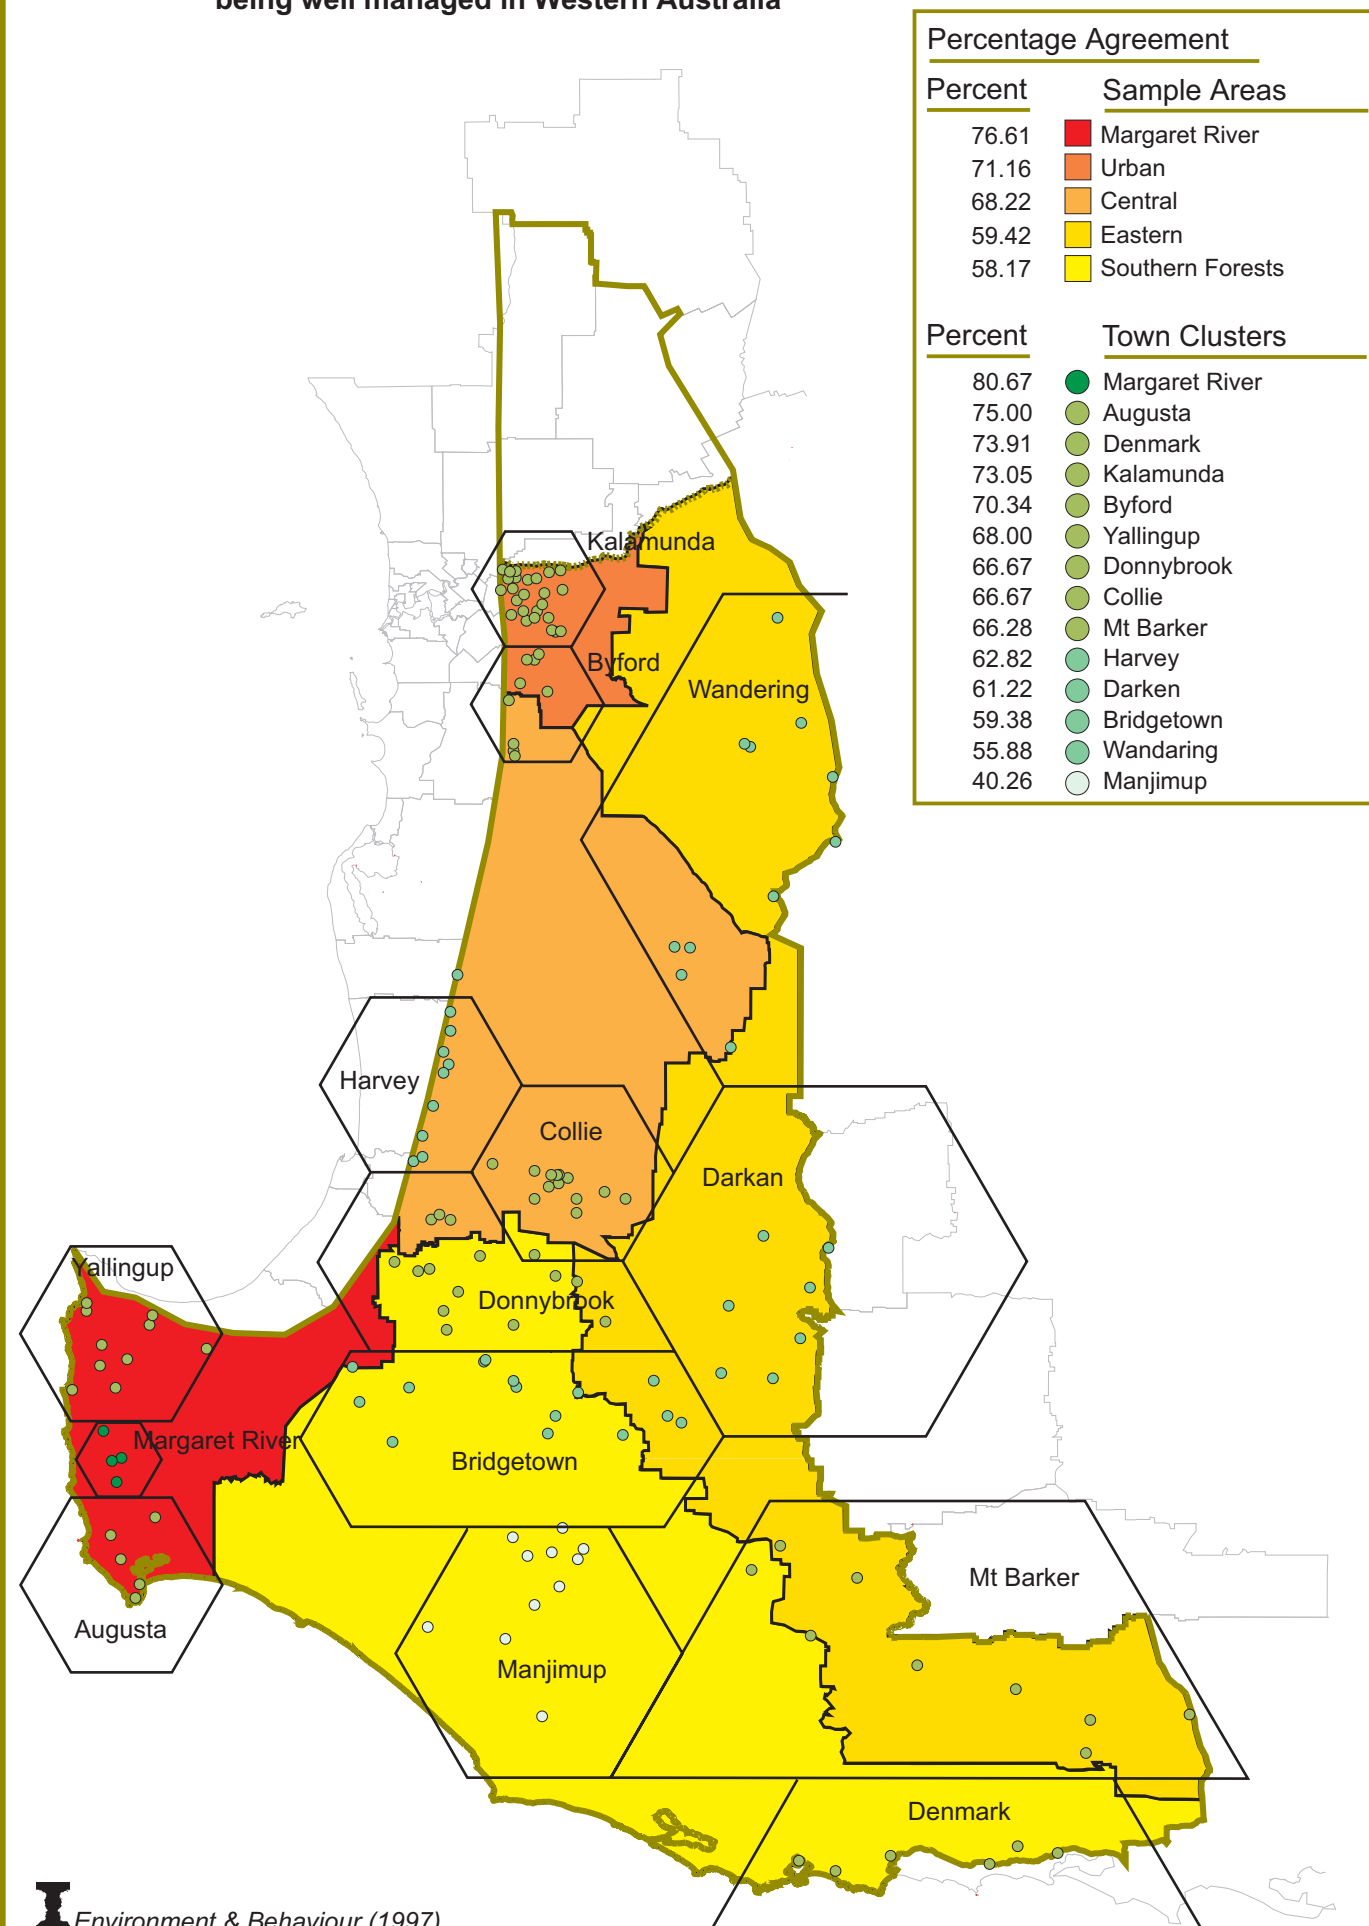 being well managed in Western Australia
Percentage Agreement
Percent Sample Areas
76.61 Margaret River
71.16 Urban
68.22 Central
59.42 Eastern
58.17 Southern Forests
Percent Town Clusters
80.67 Margaret River
75.00 Augusta
73.91 Denmark
73.05 Kalamunda
70.34 Byford
68.00 Yallingup
66.67 Donnybrook
66.67 Collie
66.28 Mt Barker
62.82 Harvey
61.22 Darken
59.38 Bridgetown
55.88 Wandaring
40.26 Manjimup
Kalamunda
Byford
Wandering
Harvey
Collie
Darkan
Yallingup
Donnybrook
Margaret River
Bridgetown
Mt Barker
Augusta
Manjimup
Denmark
Environment & Behaviour (1997)